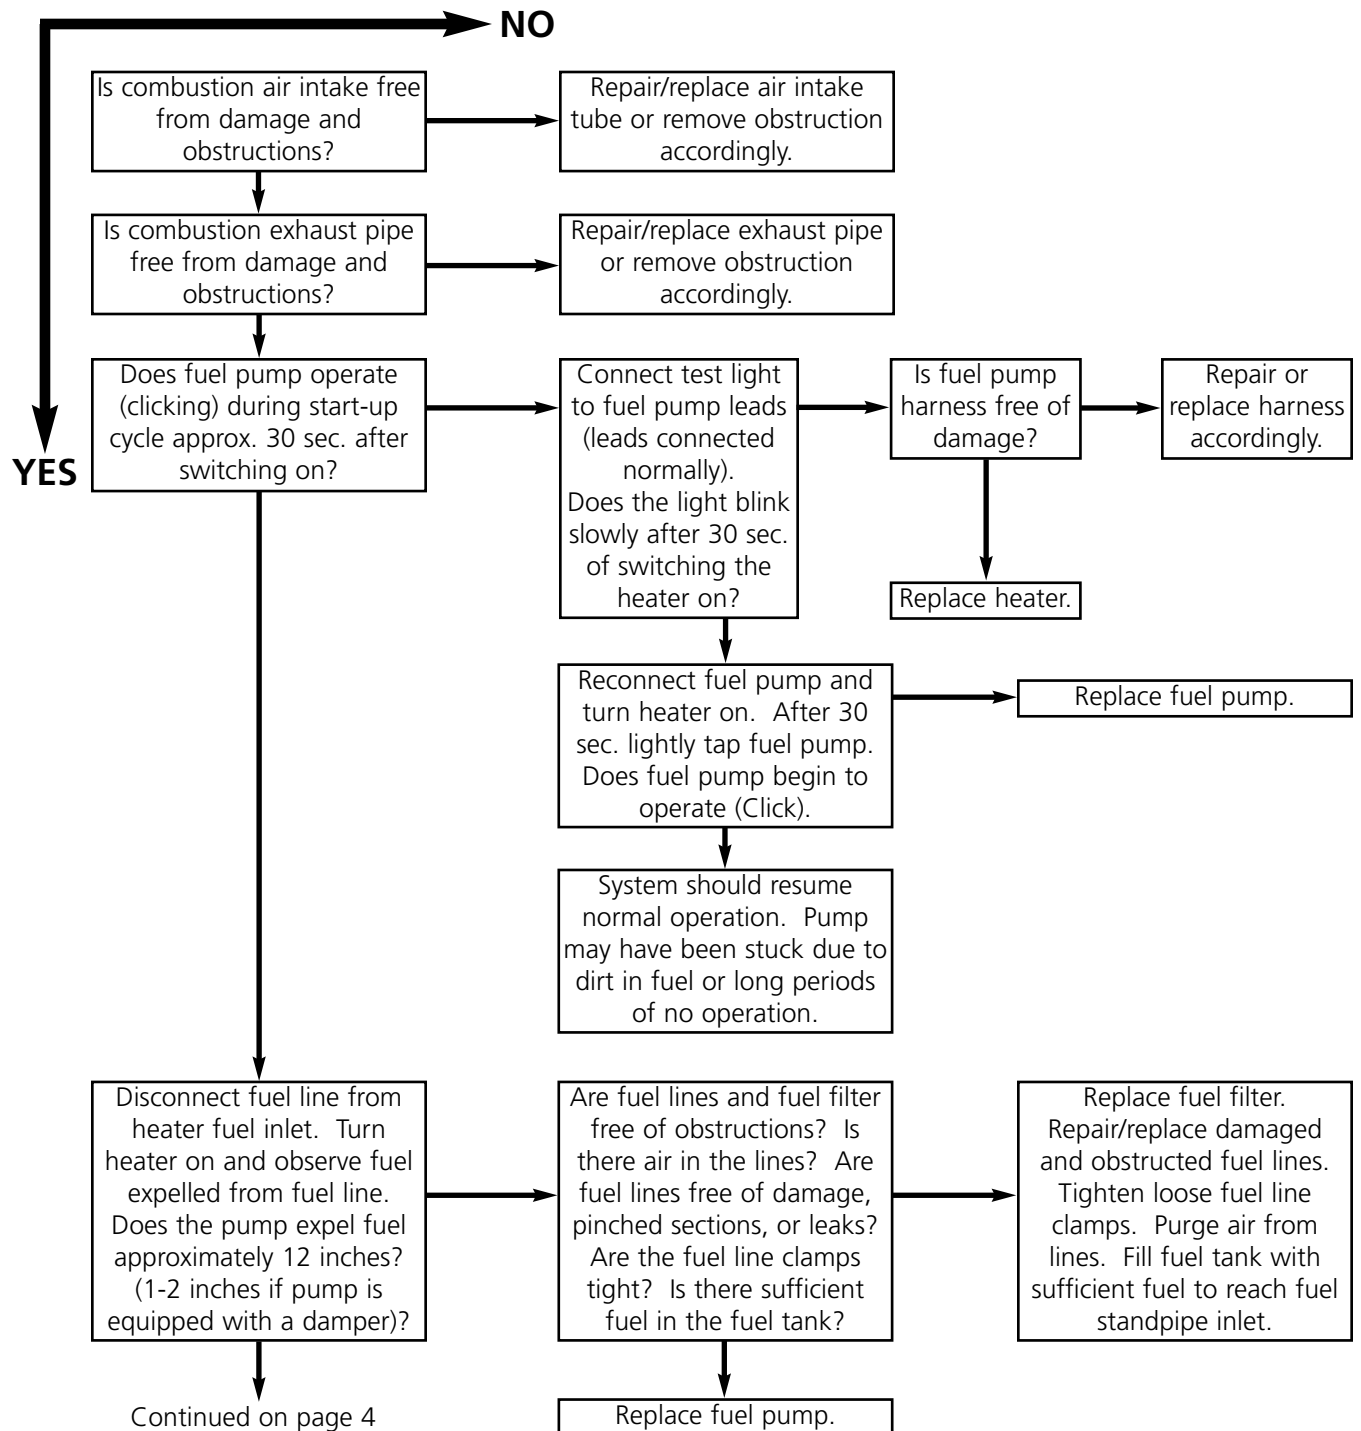 NO
YES
Is combustion air intake free
from damage and
obstructions?
Repair/replace air intake
tube or remove obstruction
accordingly.
Is combustion exhaust pipe
free from damage and
obstructions?
Repair/replace exhaust pipe
or remove obstruction
accordingly.
Does fuel pump operate
(clicking) during start-up
cycle approx. 30 sec. after
switching on?
Connect test light
to fuel pump leads
(leads connected
normally).
Does the light blink
slowly after 30 sec.
of switching the
heater on?
Is fuel pump
harness free of
damage?
Repair or
replace harness
accordingly.
Replace heater.
Reconnect fuel pump and
turn heater on.  After 30
sec. lightly tap fuel pump.
Does fuel pump begin to
operate (Click).
Replace fuel pump.
System should resume
normal operation.  Pump
may have been stuck due to
dirt in fuel or long periods
of no operation.
Disconnect fuel line from
heater fuel inlet.  Turn
heater on and observe fuel
expelled from fuel line.
Does the pump expel fuel
approximately 12 inches?
(1-2 inches if pump is
equipped with a damper)?
Are fuel lines and fuel filter
free of obstructions?  Is
there air in the lines?  Are
fuel lines free of damage,
pinched sections, or leaks?
Are the fuel line clamps
tight?  Is there sufficient
fuel in the fuel tank?
Replace fuel filter.
Repair/replace damaged
and obstructed fuel lines.
Tighten loose fuel line
clamps.  Purge air from
lines.  Fill fuel tank with
sufficient fuel to reach fuel
standpipe inlet.
Continued on page 4
Replace fuel pump.